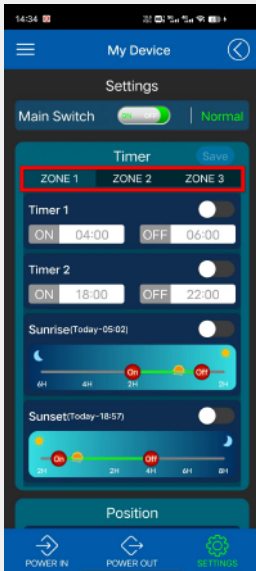 14:34
My Device
Settings
Main Switch ON OFF | Normal
Timer Save
ZONE 1 ZONE 2 ZONE 3
Timer 1
ON 04:00 OFF 06:00
Timer 2
ON 18:00 OFF 22:00
Sunrise(Today-05:02)
On Off
6H 4H 2H 2H
Sunset(Today-18:57)
On Off
2H 2H 4H 6H 8H
Position
POWER IN POWER OUT SETTINGS